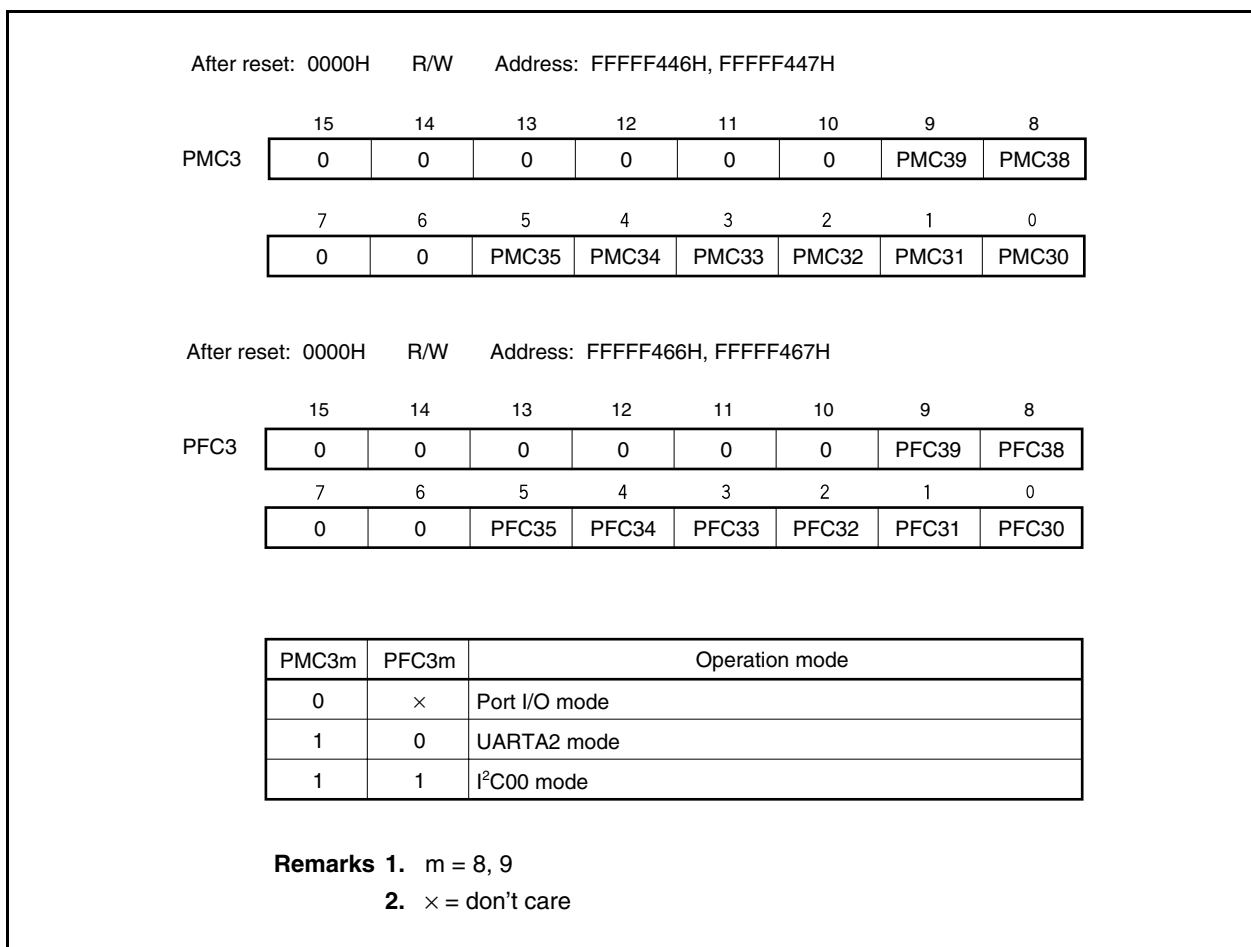 After reset: 0000H R/W Address: FFFFF446H, FFFFF447H
15 14 13 12 11 10 9 8
PMC3 0 0 0 0 0 0 PMC39 PMC38
7 6 5 4 3 2 1 0
0 0 PMC35 PMC34 PMC33 PMC32 PMC31 PMC30
After reset: 0000H R/W Address: FFFFF466H, FFFFF467H
15 14 13 12 11 10 9 8
PFC3 0 0 0 0 0 0 PFC39 PFC38
7 6 5 4 3 2 1 0
0 0 PFC35 PFC34 PFC33 PFC32 PFC31 PFC30
PMC3m PFC3m Operation mode
0 × Port I/O mode
1 0 UARTA2 mode
1 1 I²C00 mode
Remarks 1. m = 8, 9
2. × = don't care